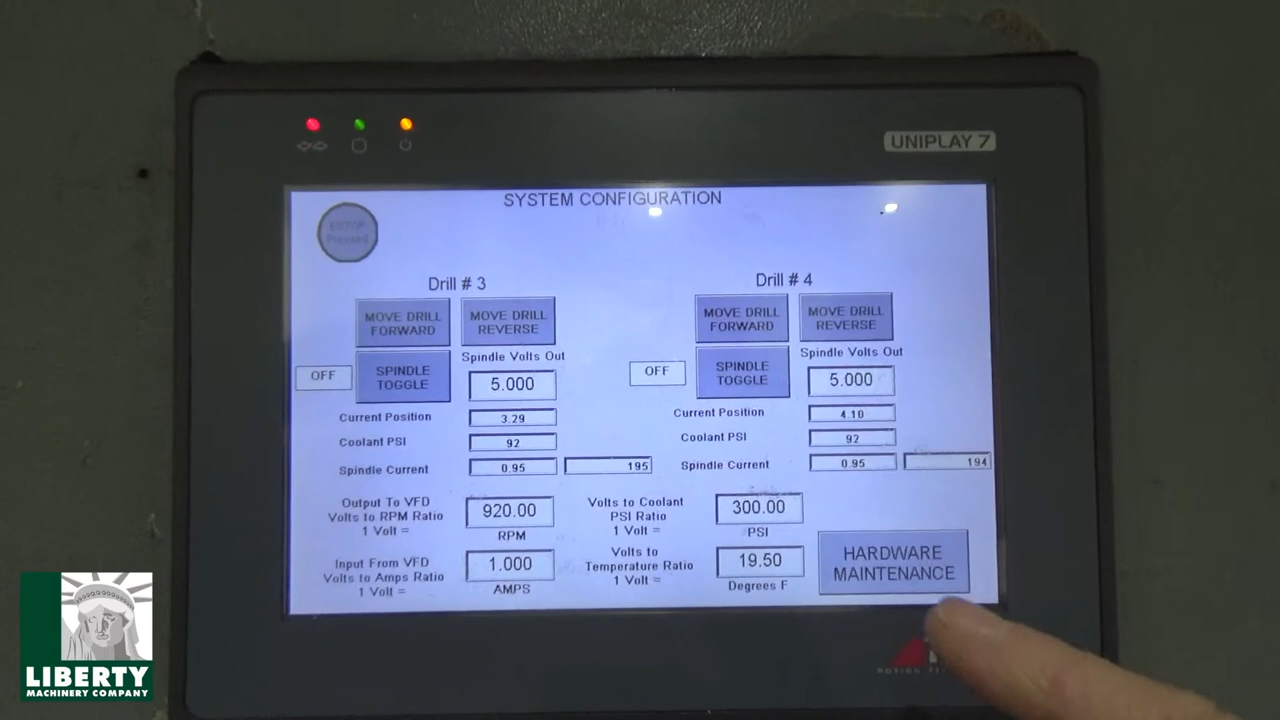 UNIPLAY 7
SYSTEM CONFIGURATION
ESTOP
Pressed
Drill # 3
Drill # 4
MOVE DRILL
FORWARD
MOVE DRILL
REVERSE
MOVE DRILL
FORWARD
MOVE DRILL
REVERSE
Spindle Volts Out
Spindle Volts Out
OFF
SPINDLE
TOGGLE
5.000
OFF
SPINDLE
TOGGLE
5.000
Current Position
3.29
Current Position
4.10
Coolant PSI
92
Coolant PSI
92
Spindle Current
0.95
195
Spindle Current
0.95
194
Output To VFD
Volts to RPM Ratio
1 Volt =
920.00
RPM
Volts to Coolant
PSI Ratio
1 Volt =
300.00
PSI
Input From VFD
Volts to Amps Ratio
1 Volt =
1.000
AMPS
Volts to
Temperature Ratio
1 Volt =
19.50
Degrees F
HARDWARE
MAINTENANCE
LIBERTY
MACHINERY COMPANY